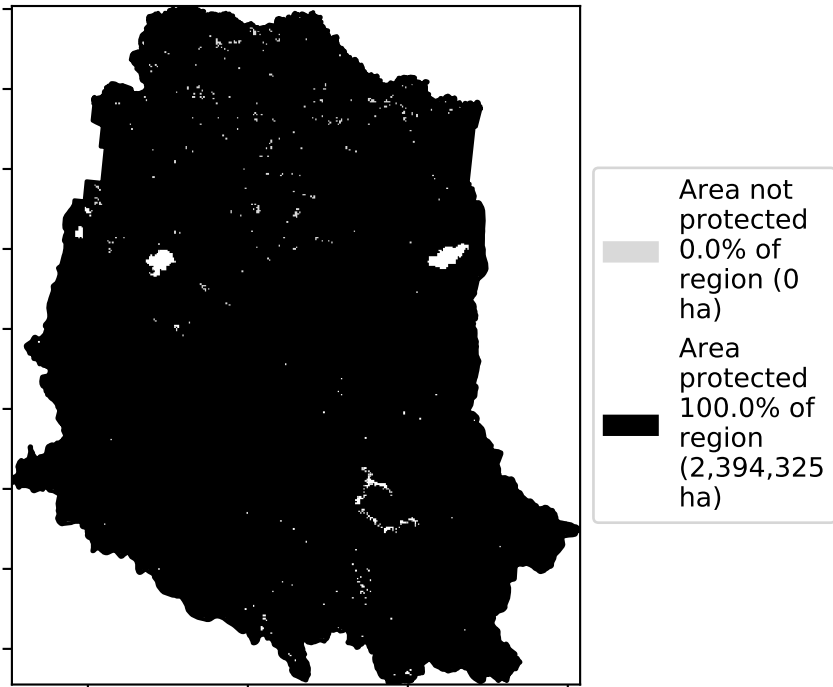 Area not
protected
0.0% of
region (0
ha)
Area
protected
100.0% of
region
(2,394,325
ha)